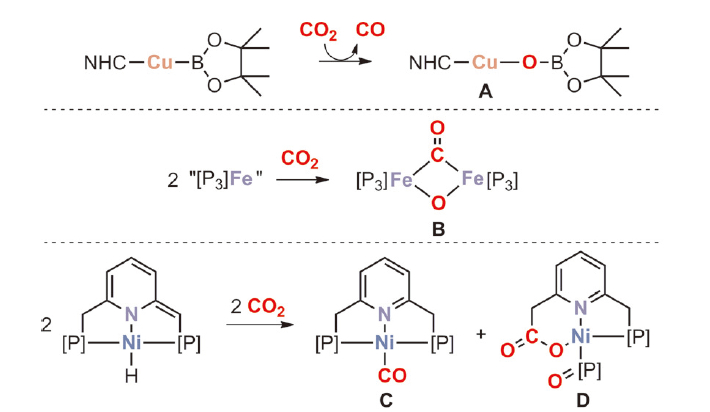 CO2 CO
NHC Cu B O O NHC Cu O B O O
A
2 "[P3]Fe" CO2 O C [P3]Fe Fe[P3] O
B
2 N [P] Ni [P] H 2 CO2 N [P] Ni [P] CO + N O C O Ni [P] O [P]
C D